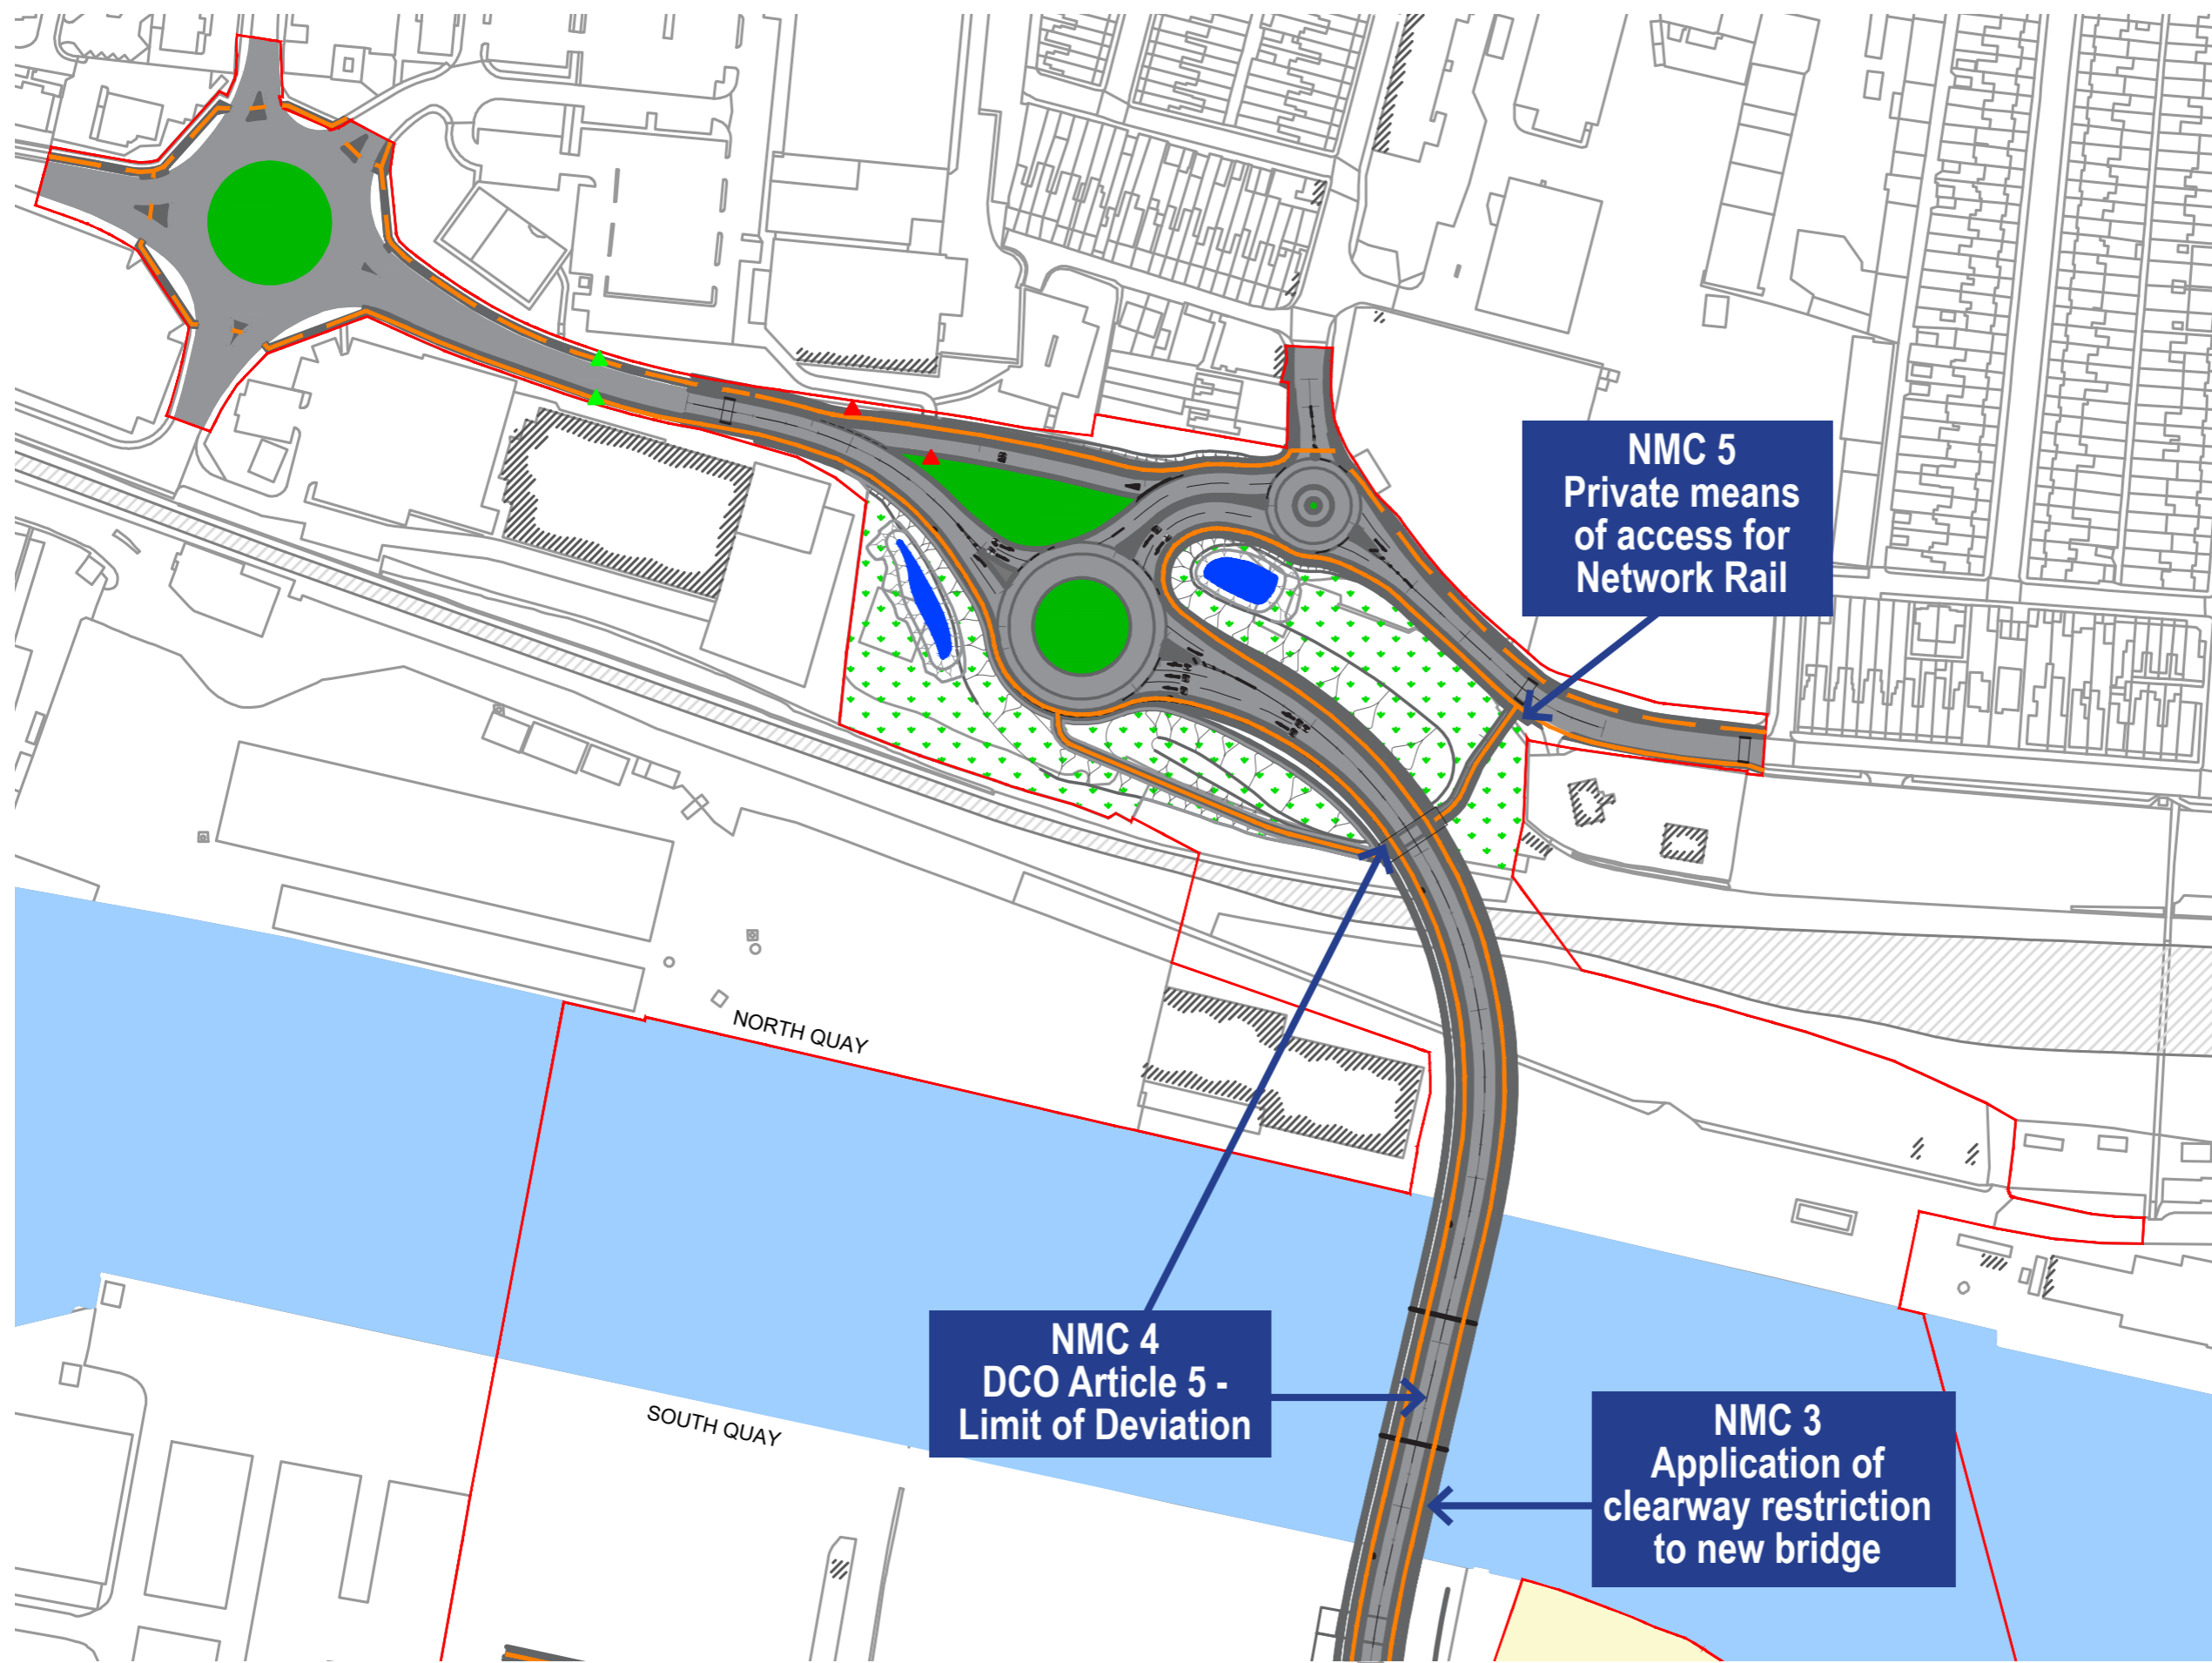 NMC 5
Private means
of access for
Network Rail
NORTH QUAY
NMC 4
DCO Article 5 -
Limit of Deviation
SOUTH QUAY
NMC 3
Application of
clearway restriction
to new bridge